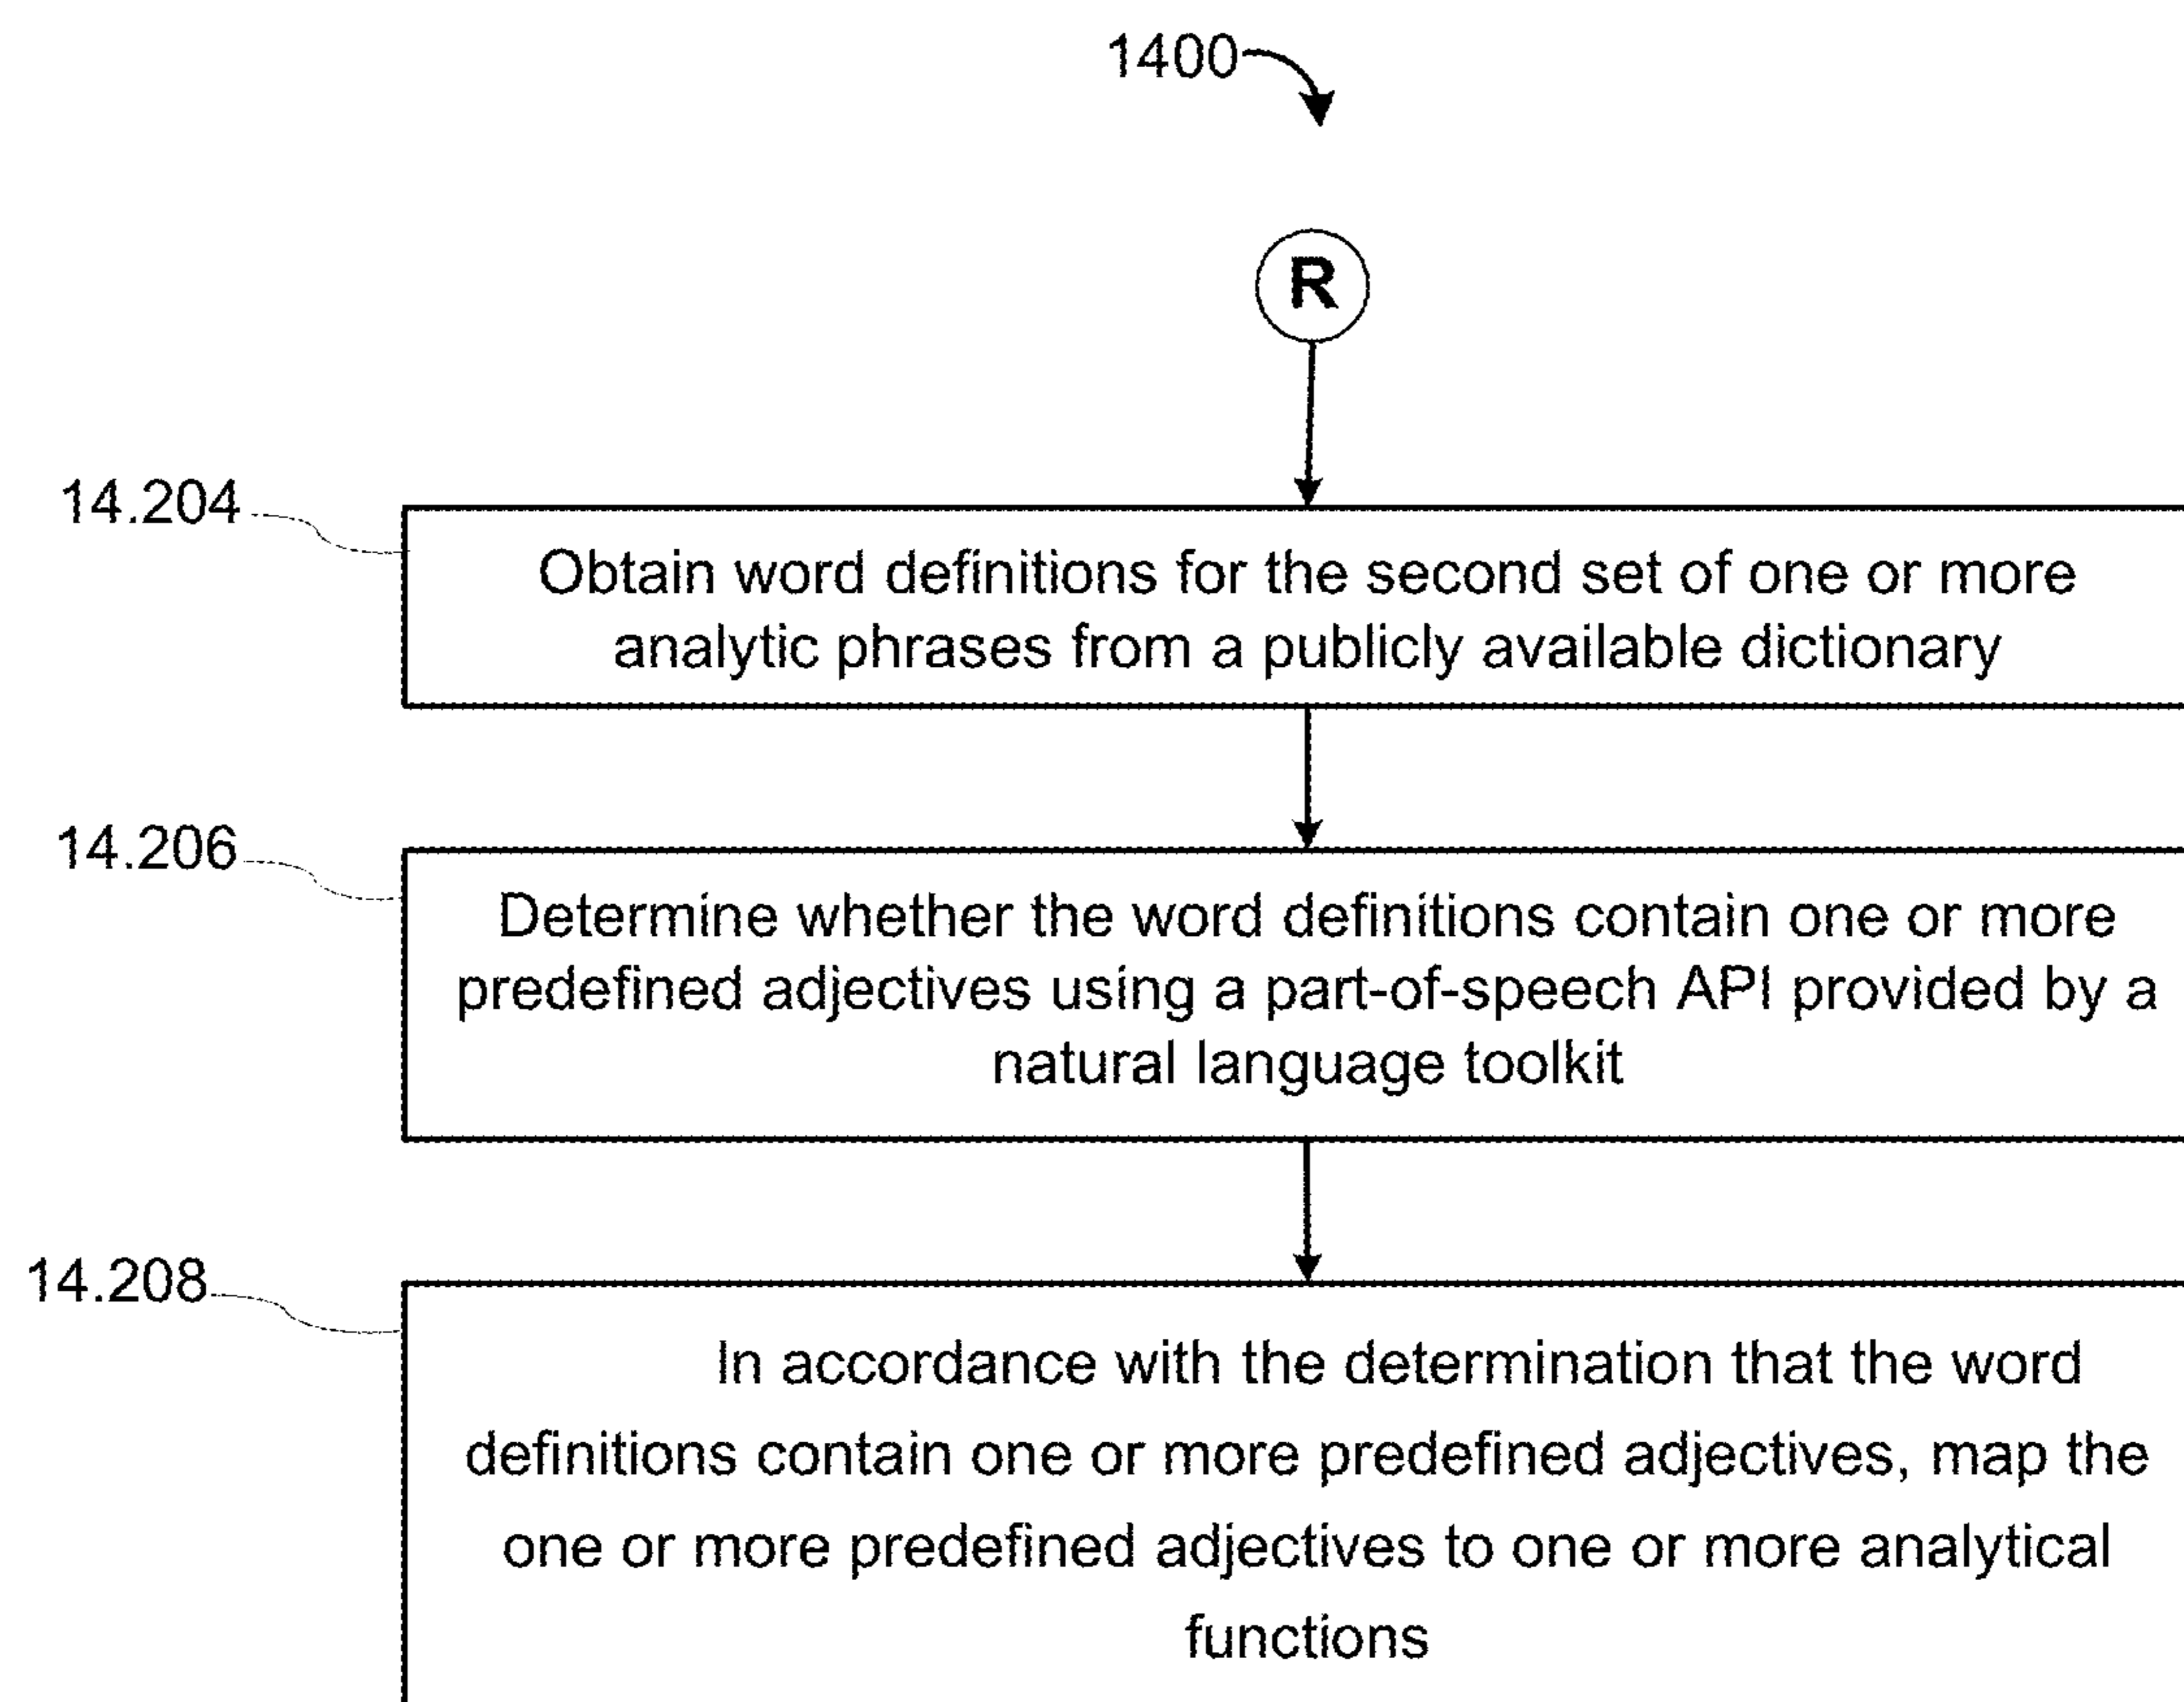 1400
R
14.204
Obtain word definitions for the second set of one or more
analytic phrases from a publicly available dictionary
14.206
Determine whether the word definitions contain one or more
predefined adjectives using a part-of-speech API provided by a
natural language toolkit
14.208
In accordance with the determination that the word
definitions contain one or more predefined adjectives, map the
one or more predefined adjectives to one or more analytical
functions